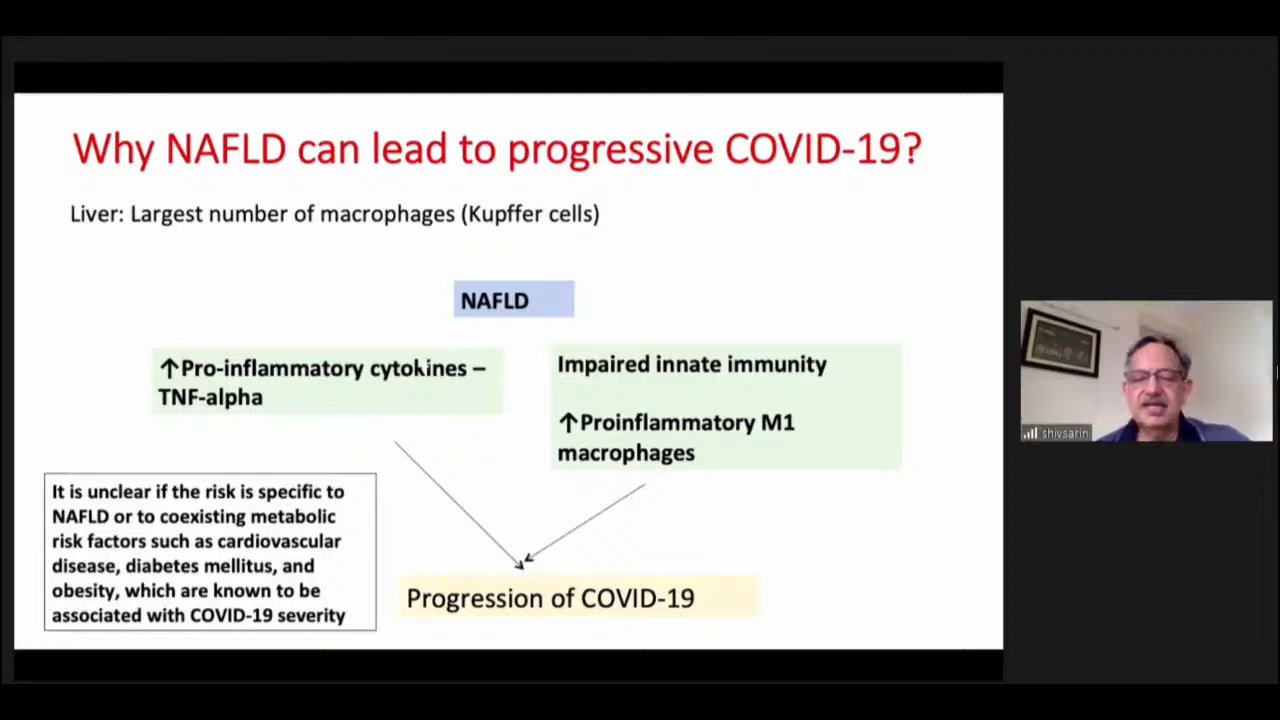 Why NAFLD can lead to progressive COVID-19?
Liver: Largest number of macrophages (Kupffer cells)
NAFLD
↑Pro-inflammatory cytokines –
TNF-alpha
Impaired innate immunity
↑Proinflammatory M1
macrophages
It is unclear if the risk is specific to
NAFLD or to coexisting metabolic
risk factors such as cardiovascular
disease, diabetes mellitus, and
obesity, which are known to be
associated with COVID-19 severity
Progression of COVID-19
shivsarin